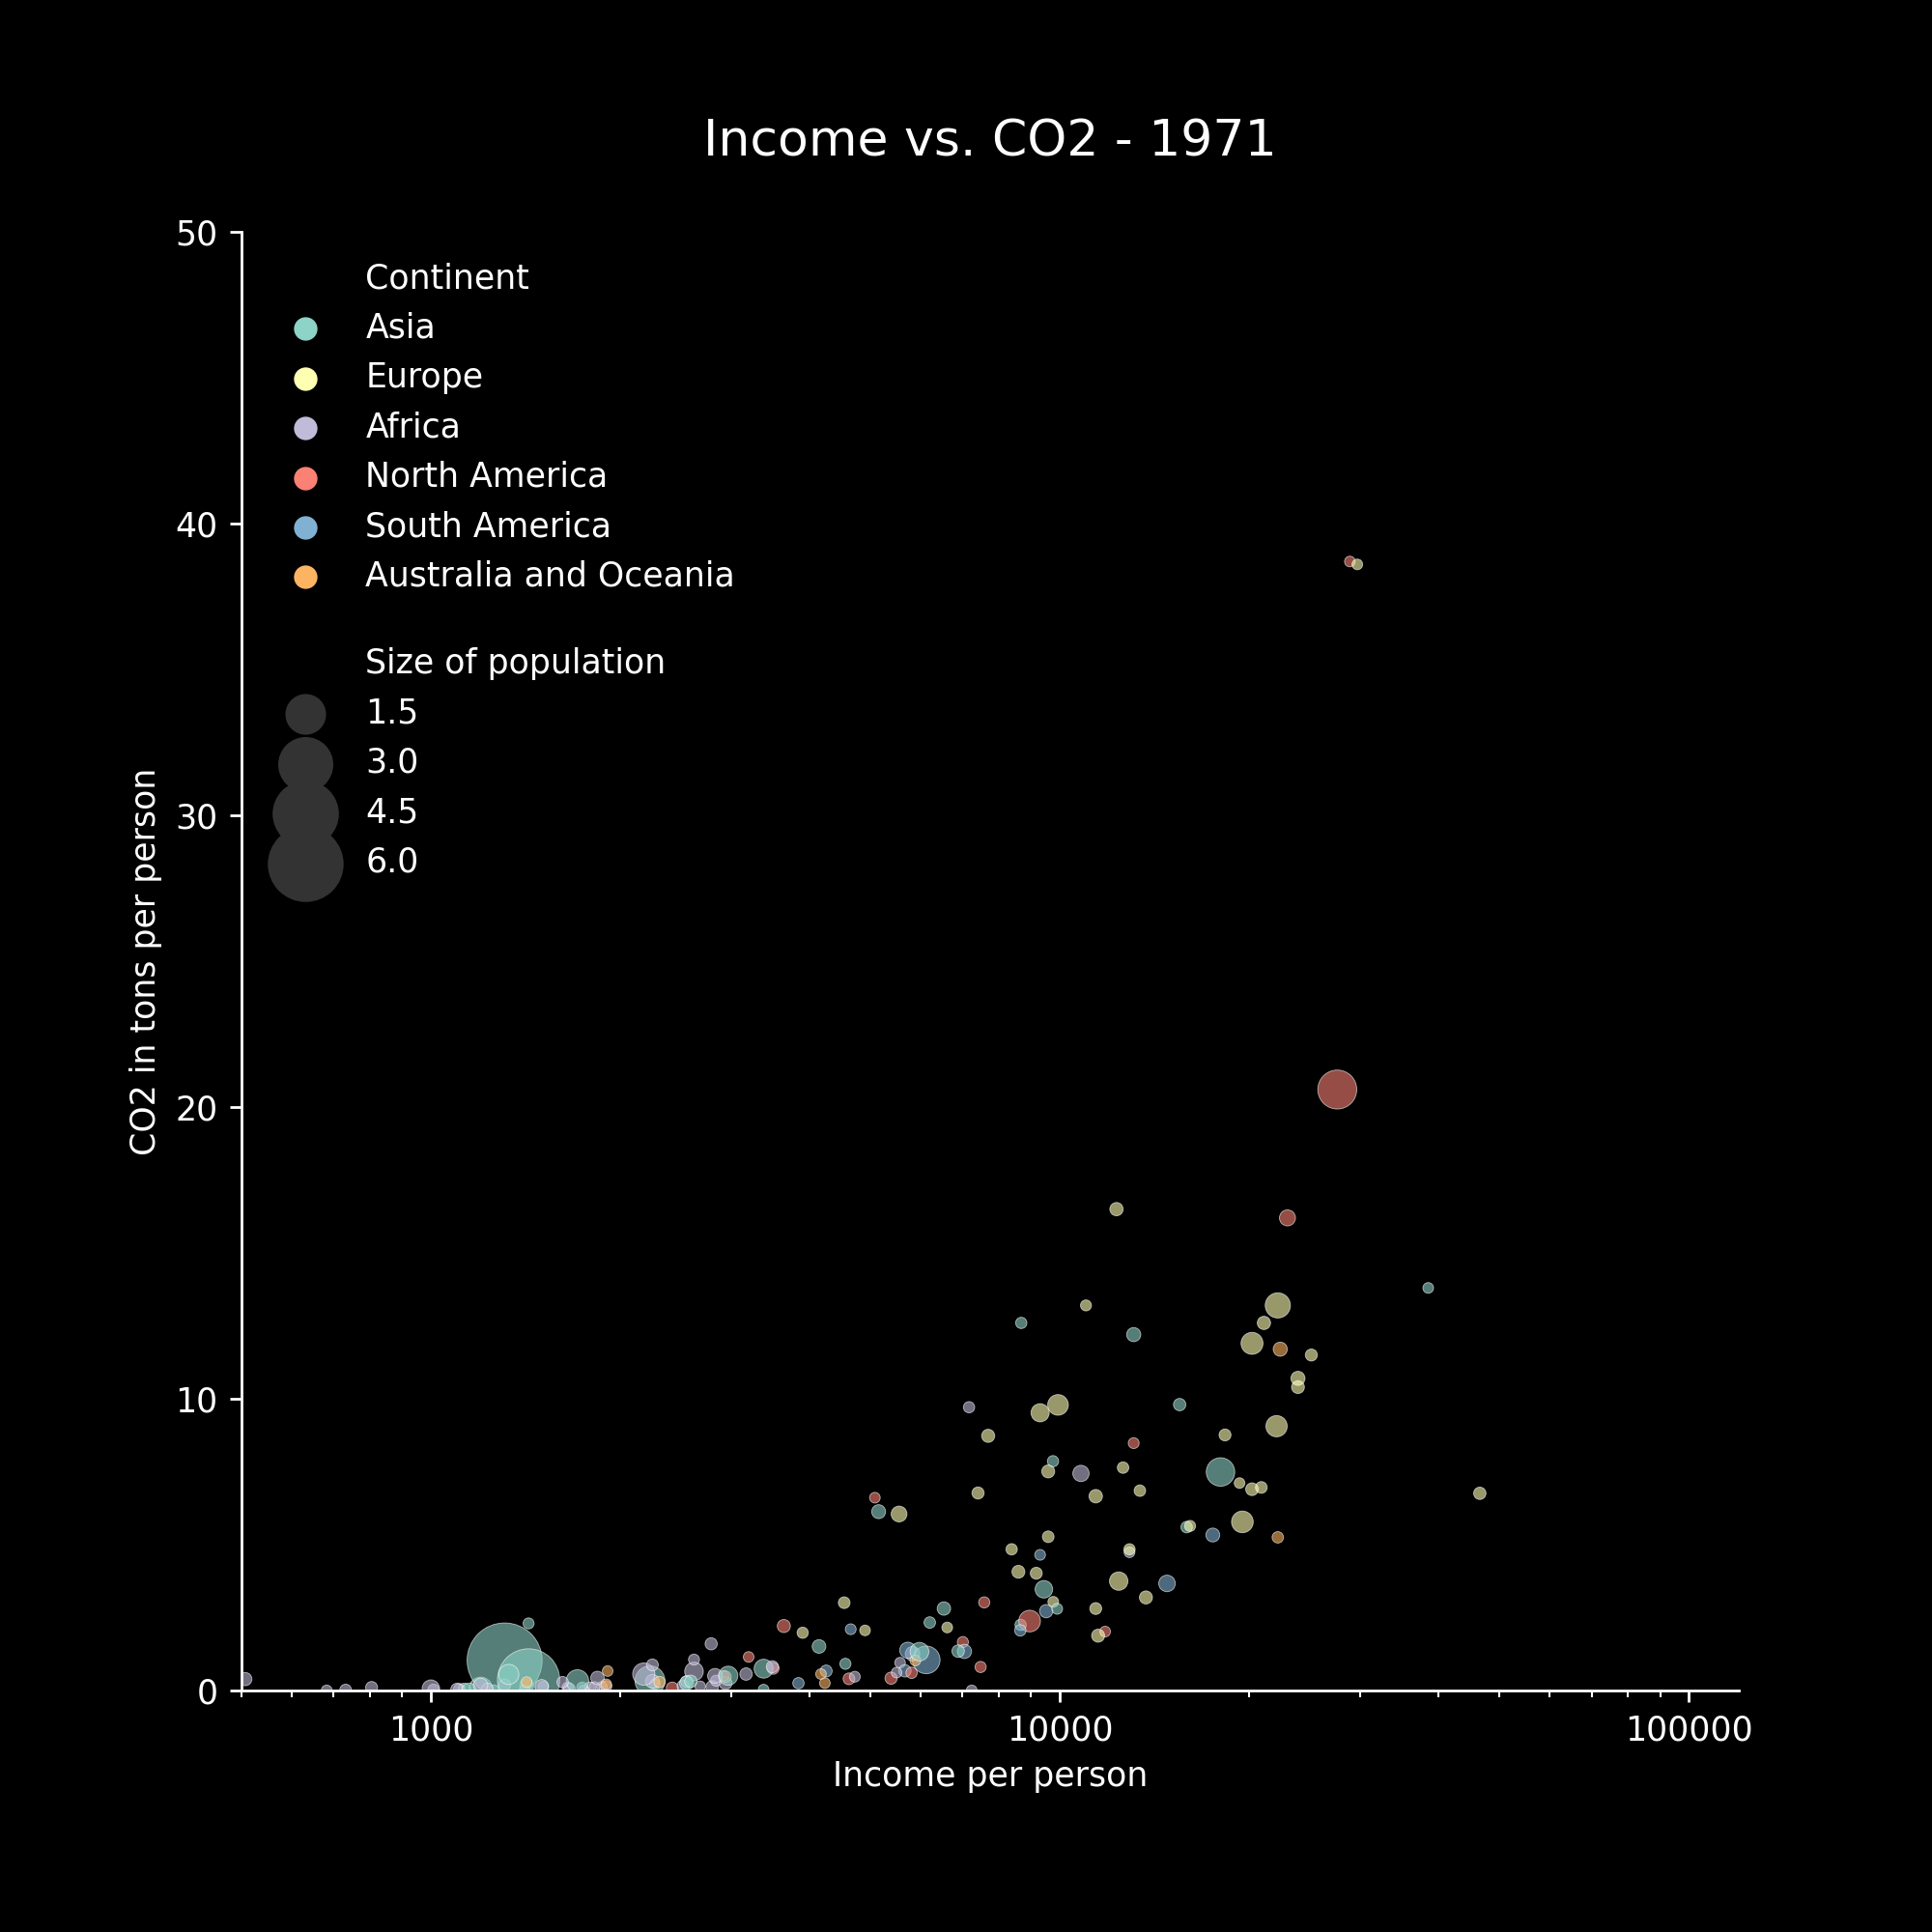 Income vs. CO2 - 1971
50
40
30
20
10
0
CO2 in tons per person
Continent
Asia
Europe
Africa
North America
South America
Australia and Oceania
Size of population
1.5
3.0
4.5
6.0
1000
10000
100000
Income per person